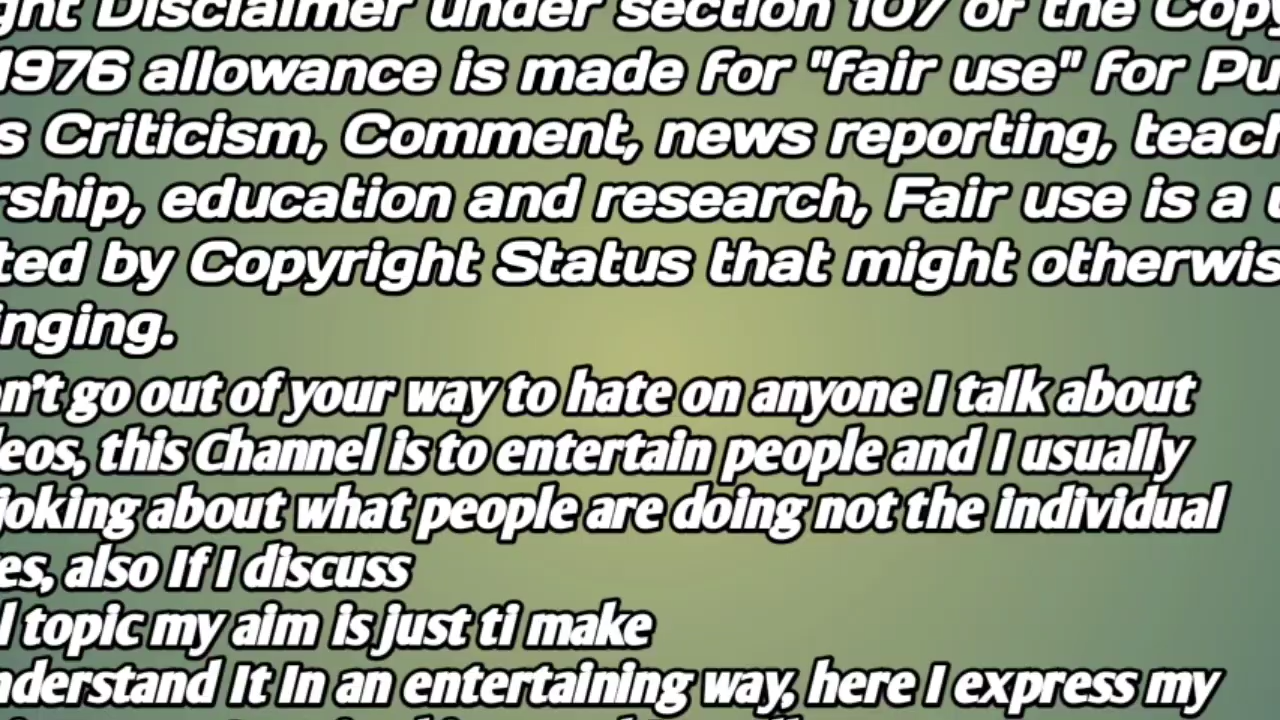 ght Disclaimer under section 107 of the Copy
1976 allowance is made for "fair use" for Pu
s Criticism, Comment, news reporting, teach
rship, education and research, Fair use is a u
ted by Copyright Status that might otherwis
inging.
n't go out of your way to hate on anyone I talk about
eos, this Channel is to entertain people and I usually
joking about what people are doing not the individual
es, also If I discuss
l topic my aim is just ti make
nderstand It In an entertaining way, here I express my